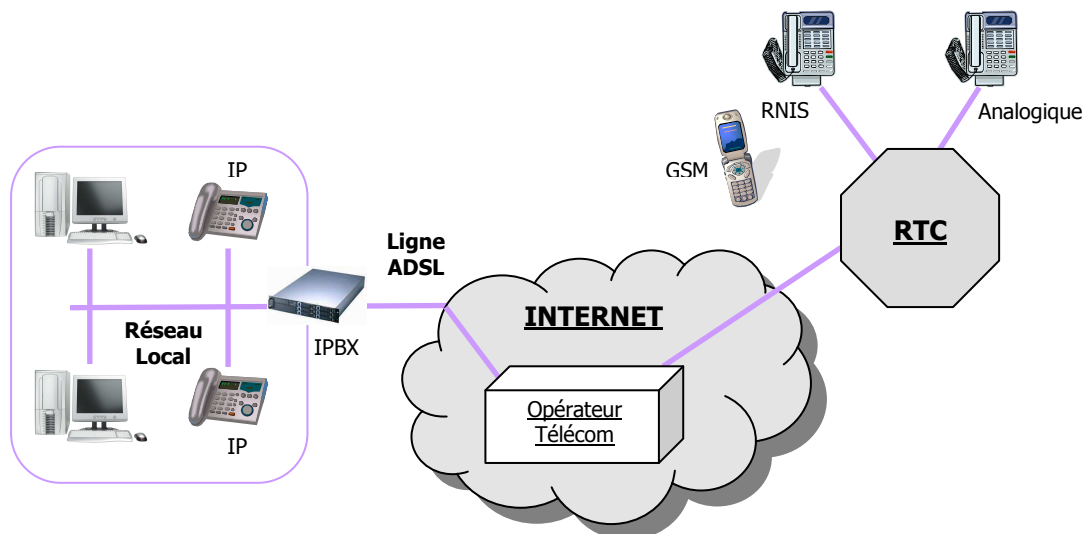 RNIS
Analogique
GSM
RTC
IP
Ligne
ADSL
INTERNET
Réseau
Local
IPBX
Opérateur
Télécom
IP